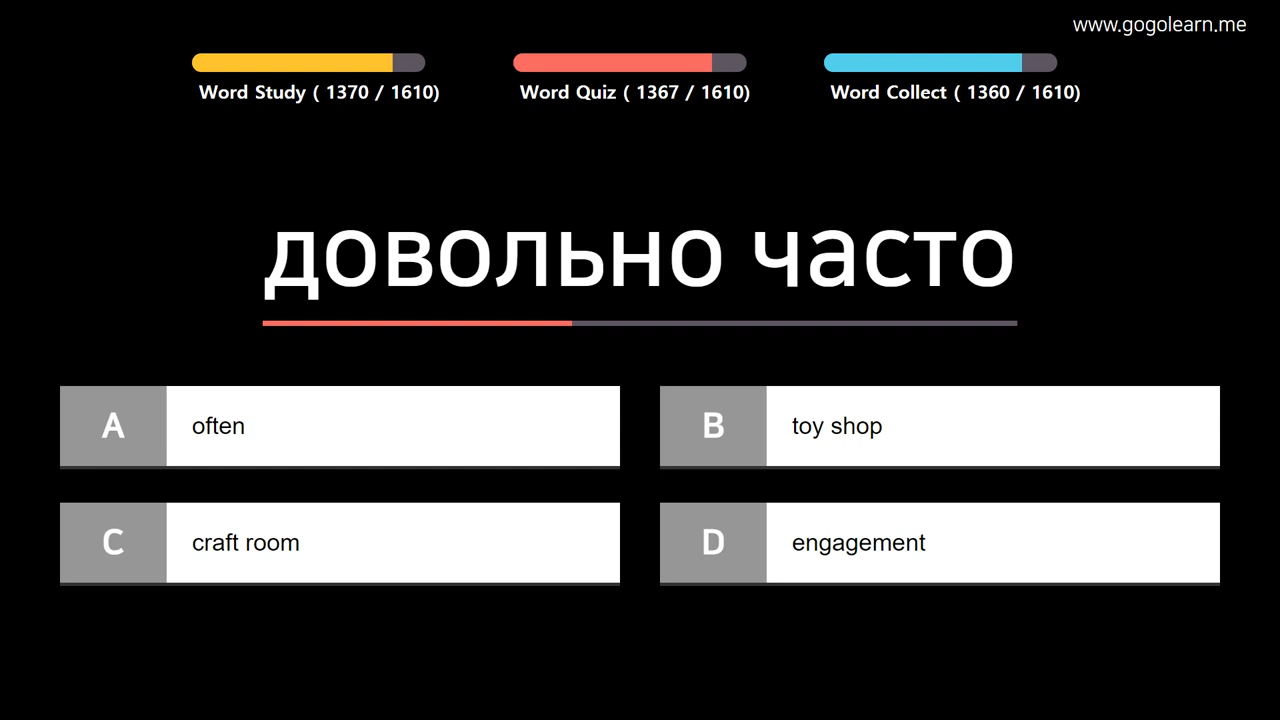 www.gogolearn.me
Word Study ( 1370 / 1610)
Word Quiz ( 1367 / 1610)
Word Collect ( 1360 / 1610)
довольно часто
A often
B toy shop
C craft room
D engagement